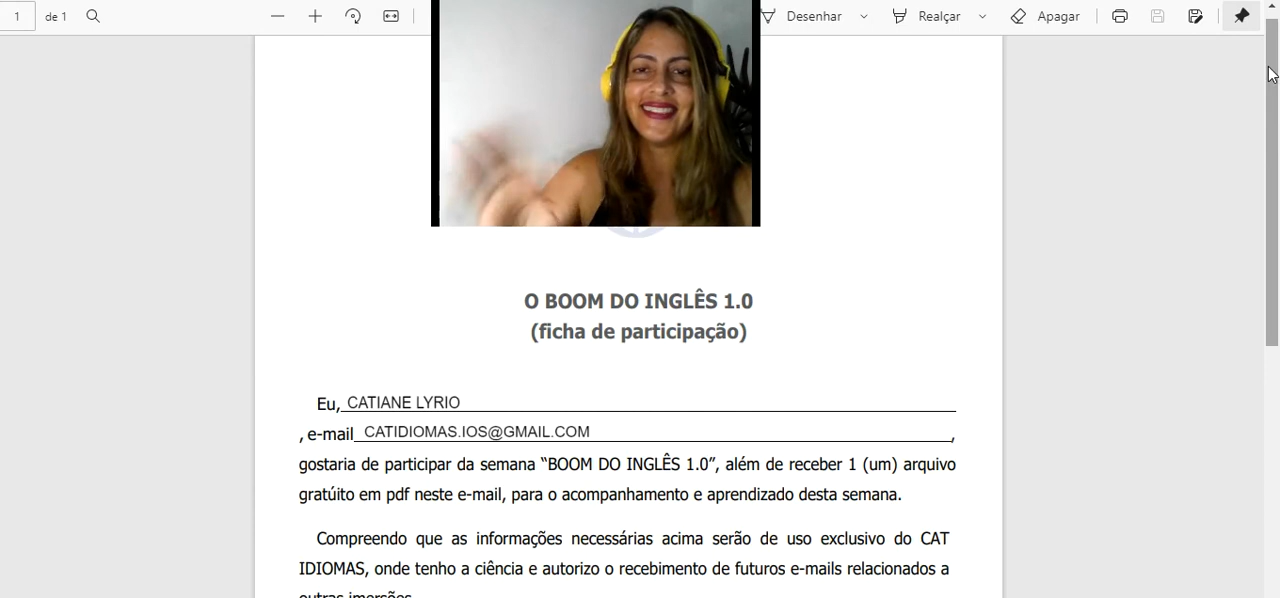 1 de 1 Desenhar Realçar Apagar
O BOOM DO INGLÊS 1.0
(ficha de participação)
Eu, CATIANE LYRIO
, e-mail CATIDIOMAS.IOS@GMAIL.COM ,
gostaria de participar da semana “BOOM DO INGLÊS 1.0”, além de receber 1 (um) arquivo
gratúito em pdf neste e-mail, para o acompanhamento e aprendizado desta semana.
Compreendo que as informações necessárias acima serão de uso exclusivo do CAT
IDIOMAS, onde tenho a ciência e autorizo o recebimento de futuros e-mails relacionados a
outras imersões